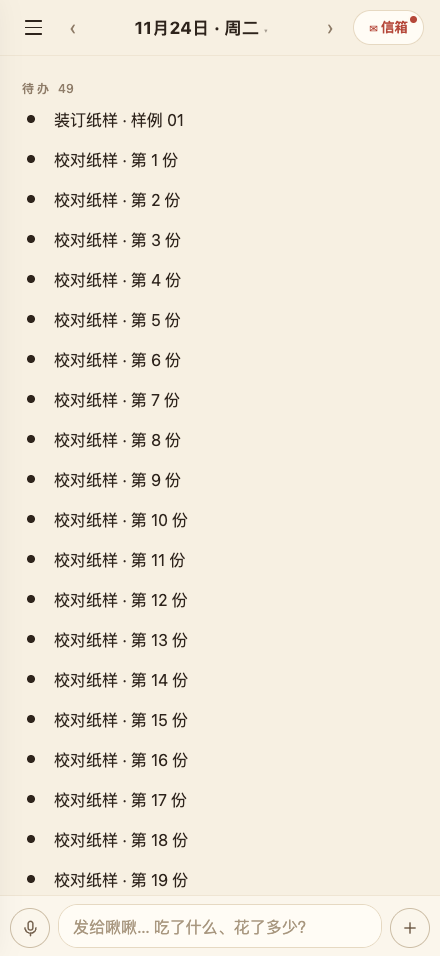 11月24日 · 周二
信箱
待办 49
装订纸样 · 样例 01
校对纸样 · 第 1 份
校对纸样 · 第 2 份
校对纸样 · 第 3 份
校对纸样 · 第 4 份
校对纸样 · 第 5 份
校对纸样 · 第 6 份
校对纸样 · 第 7 份
校对纸样 · 第 8 份
校对纸样 · 第 9 份
校对纸样 · 第 10 份
校对纸样 · 第 11 份
校对纸样 · 第 12 份
校对纸样 · 第 13 份
校对纸样 · 第 14 份
校对纸样 · 第 15 份
校对纸样 · 第 16 份
校对纸样 · 第 17 份
校对纸样 · 第 18 份
校对纸样 · 第 19 份
发给啾啾... 吃了什么、花了多少?